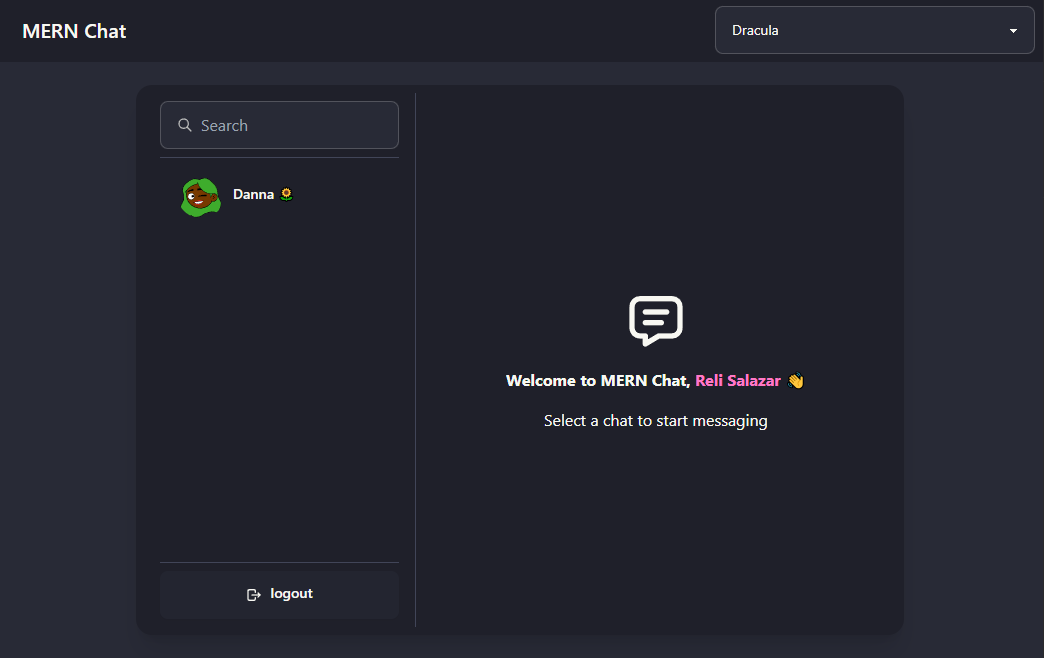 MERN Chat
Dracula
Search
Danna 🌻
Welcome to MERN Chat, Reli Salazar 👋
Select a chat to start messaging
logout